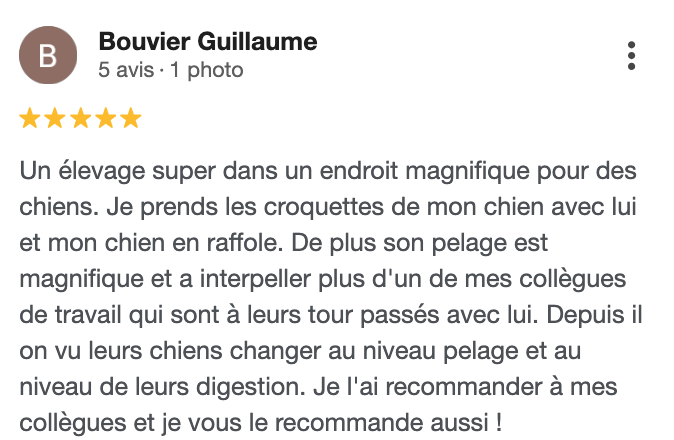 B
Bouvier Guillaume
5 avis · 1 photo
Un élevage super dans un endroit magnifique pour des
chiens. Je prends les croquettes de mon chien avec lui
et mon chien en raffole. De plus son pelage est
magnifique et a interpeller plus d'un de mes collègues
de travail qui sont à leurs tour passés avec lui. Depuis il
on vu leurs chiens changer au niveau pelage et au
niveau de leurs digestion. Je l'ai recommander à mes
collègues et je vous le recommande aussi !